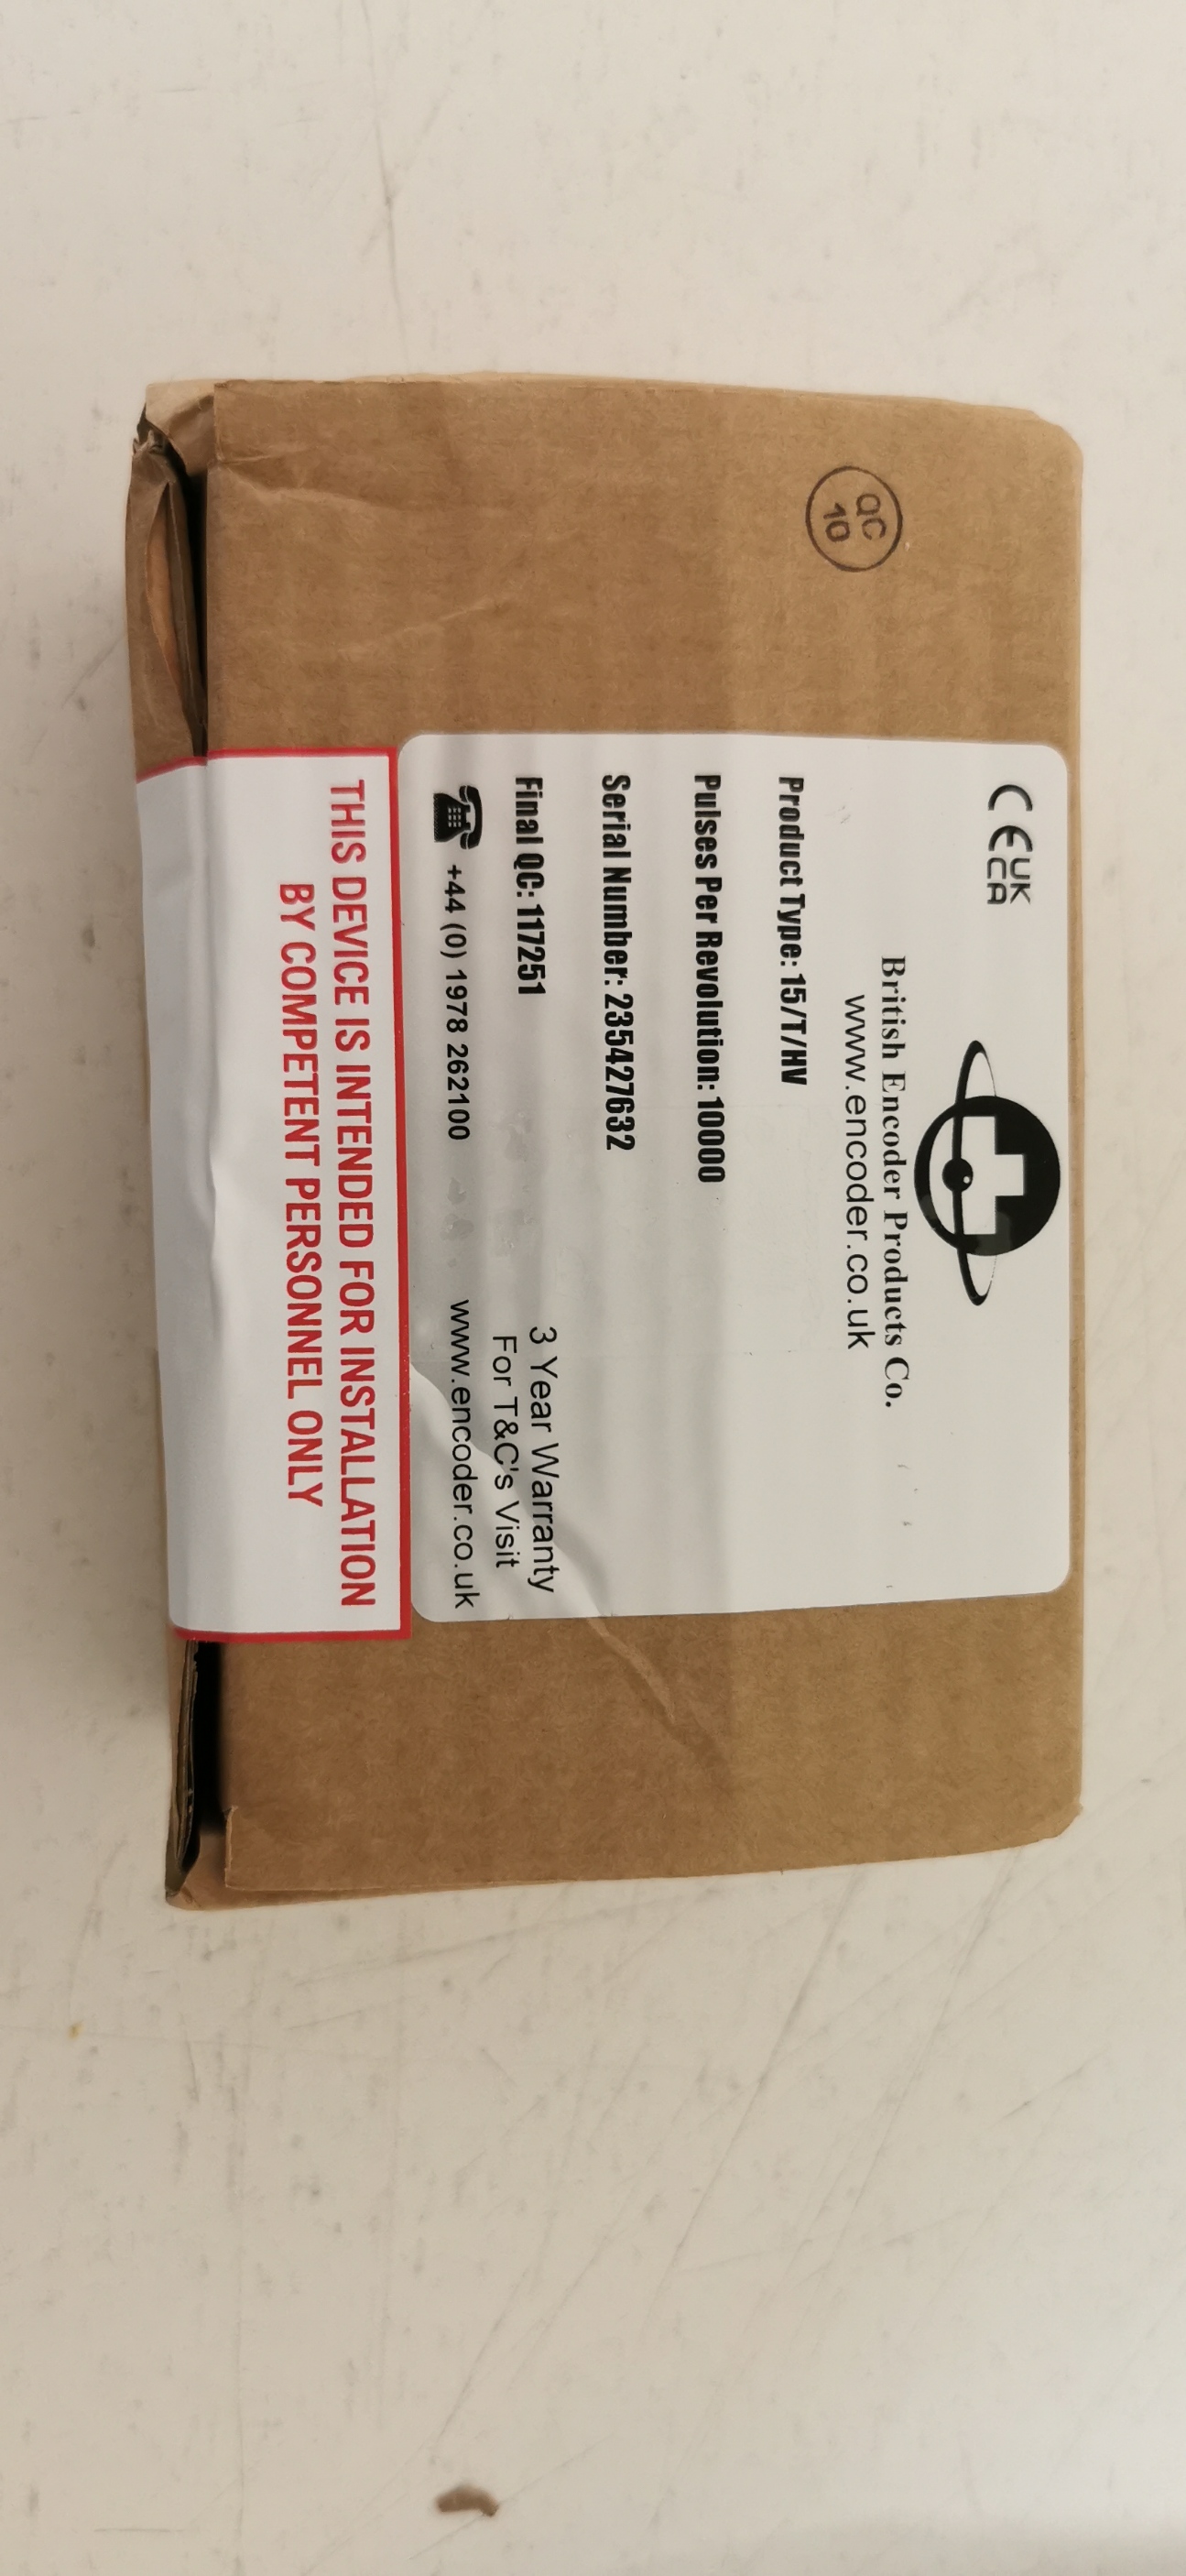 QC
10
CE UK
CA
British Encoder Products Co.
www.encoder.co.uk
Product Type: 15/T/HV
Pulses Per Revolution: 10000
Serial Number: 235427632
Final QC: 117251
+44 (0) 1978 262100
3 Year Warranty
For T&C's Visit
www.encoder.co.uk
THIS DEVICE IS INTENDED FOR INSTALLATION
BY COMPETENT PERSONNEL ONLY